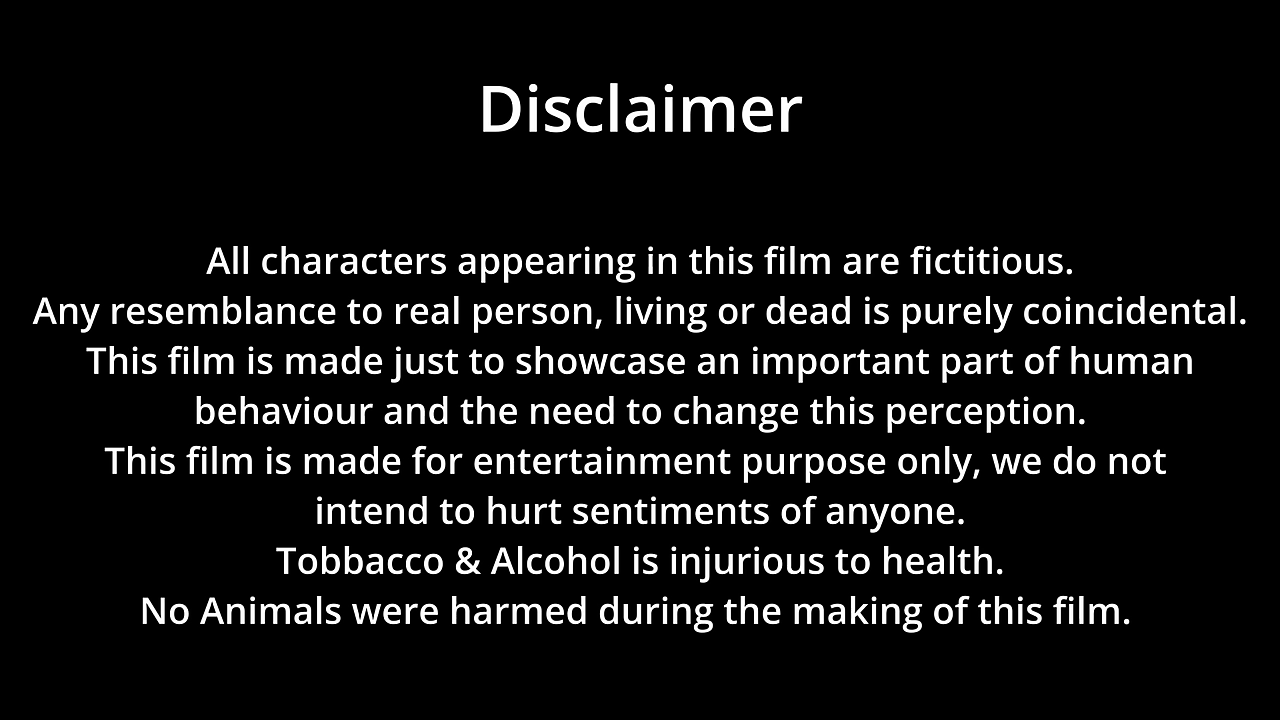 Disclaimer
All characters appearing in this film are fictitious.
Any resemblance to real person, living or dead is purely coincidental.
This film is made just to showcase an important part of human
behaviour and the need to change this perception.
This film is made for entertainment purpose only, we do not
intend to hurt sentiments of anyone.
Tobbacco & Alcohol is injurious to health.
No Animals were harmed during the making of this film.